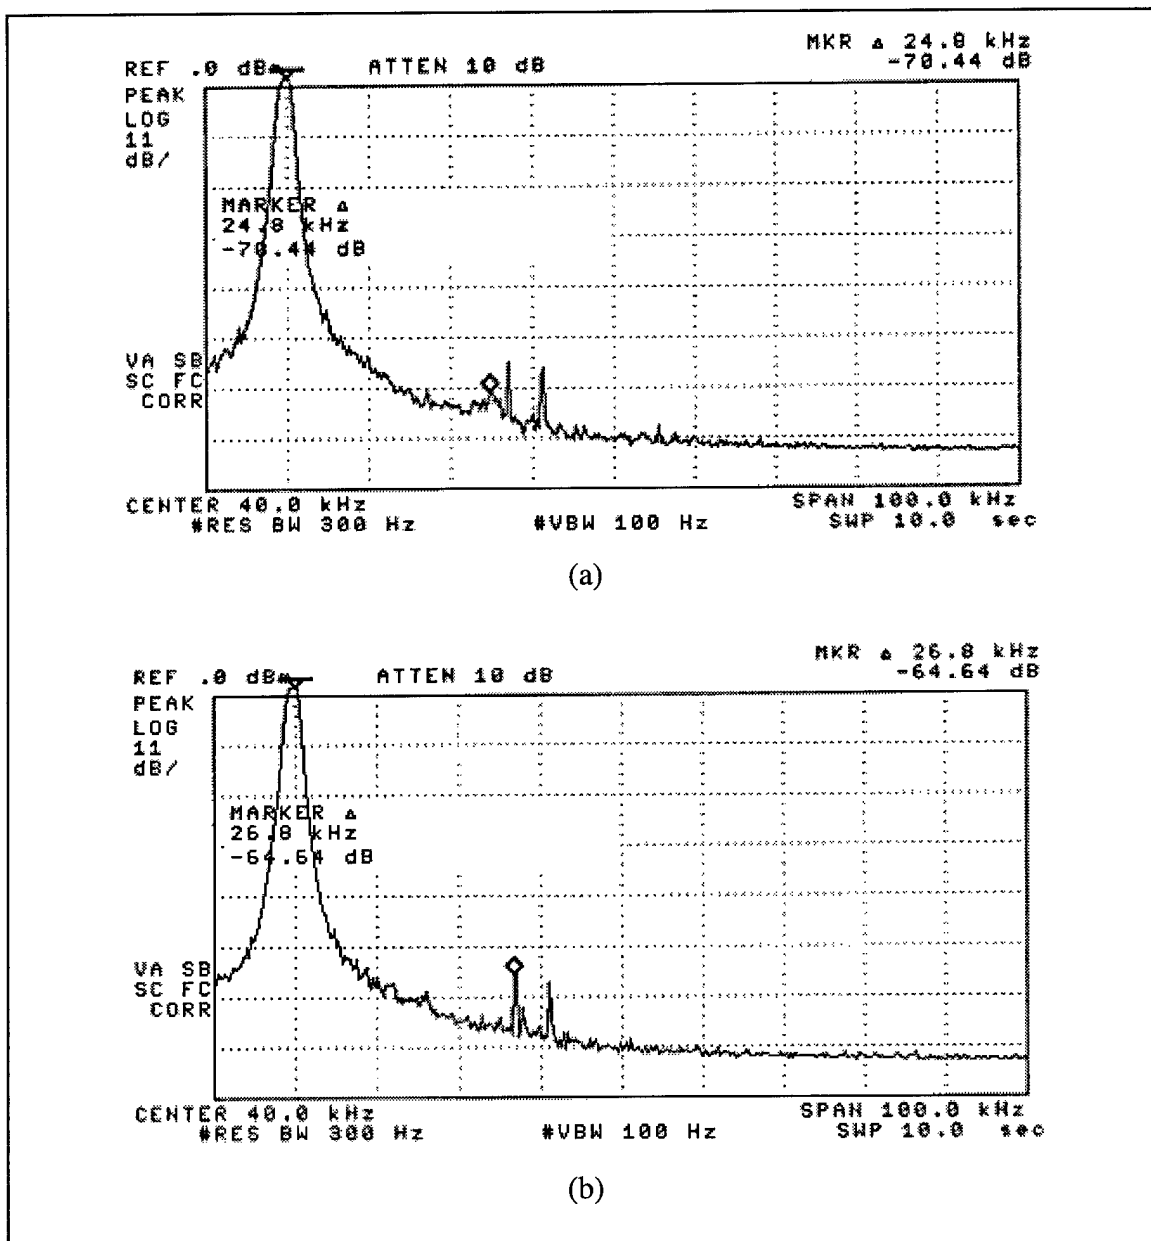 MKR Δ 24.8 kHz
-70.44 dB
REF .0 dBm ATTEN 10 dB
PEAK
LOG
11
dB/
MARKER Δ
24.8 kHz
-70.44 dB
VA SB
SC FC
CORR
CENTER 40.0 kHz SPAN 100.0 kHz
#RES BW 300 Hz #VBW 100 Hz SWP 10.0 sec
(a)
MKR Δ 26.8 kHz
-64.64 dB
REF .0 dBm ATTEN 10 dB
PEAK
LOG
11
dB/
MARKER Δ
26.8 kHz
-64.64 dB
VA SB
SC FC
CORR
CENTER 40.0 kHz SPAN 100.0 kHz
#RES BW 300 Hz #VBW 100 Hz SWP 10.0 sec
(b)